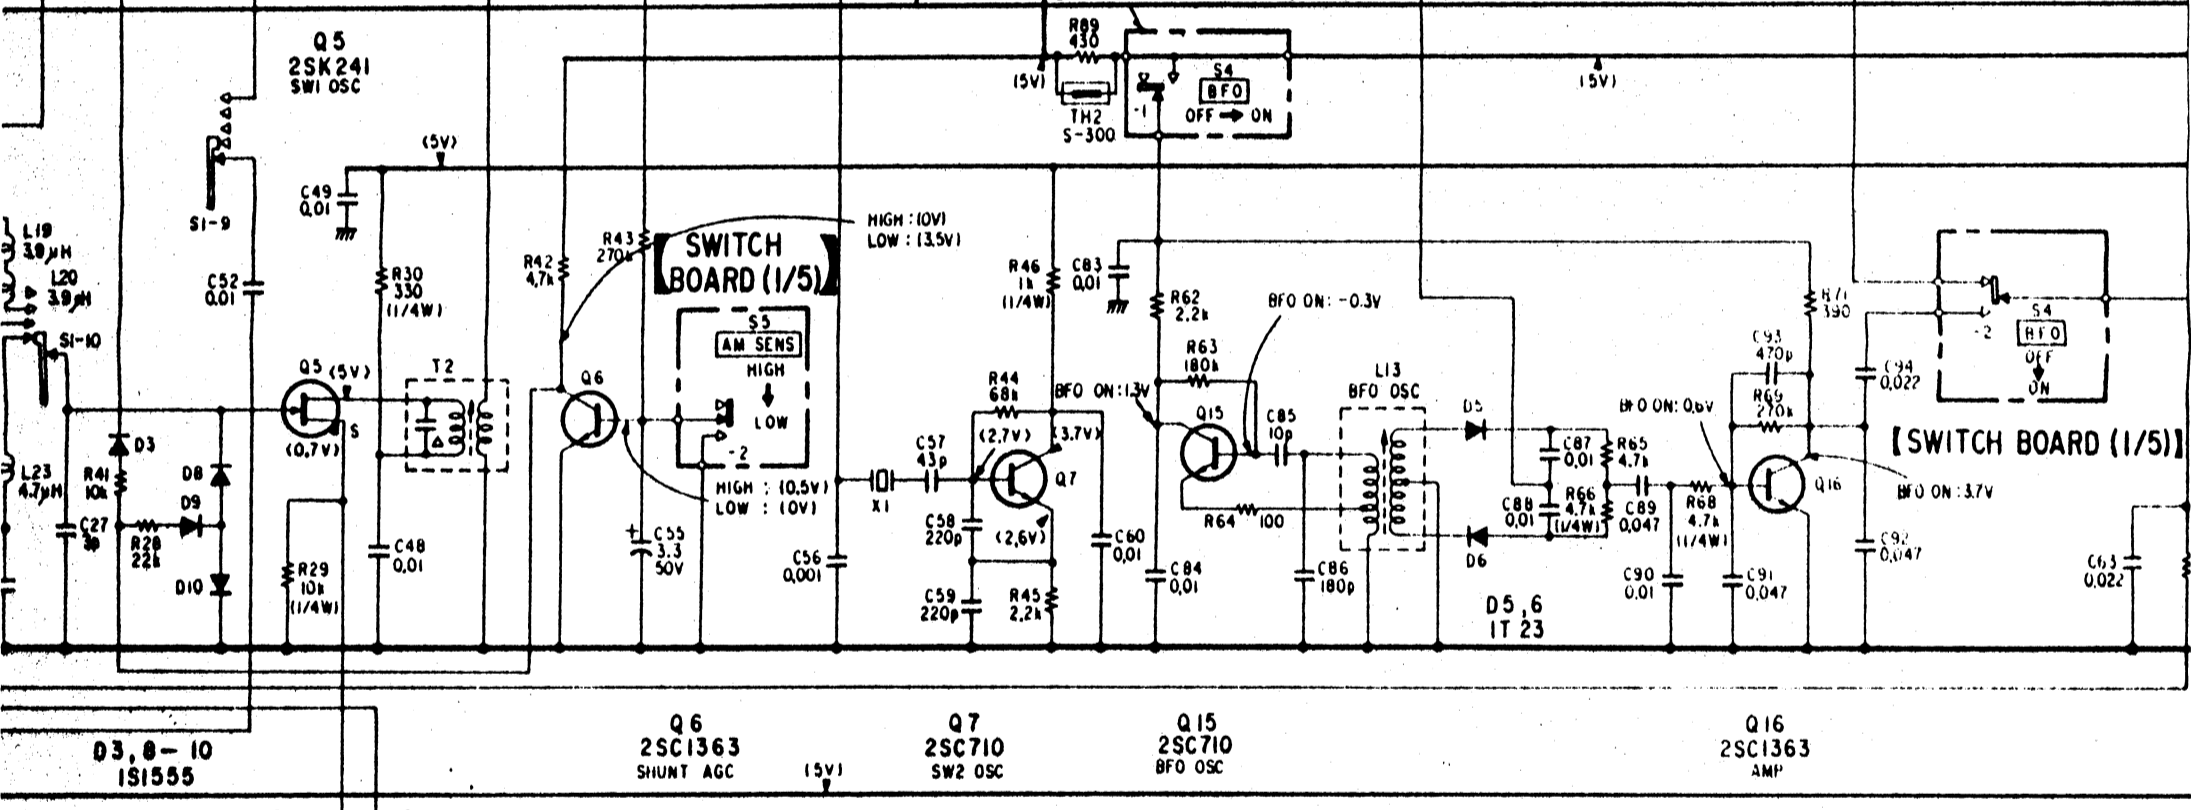 Q5
2SK241
SW1 OSC
R89
430
(5V)
TH2
S-300
S4
BFO
-1
OFF ➡ ON
(5V)
(5V)
S1-9
C49
0.01
L19
3.9µH
L20
3.9µH
S1-10
C52
0.01
R30
330
(1/4W)
R42
4.7k
R43
270k
HIGH : (0V)
LOW : (3.5V)
【SWITCH
BOARD (1/5)】
S5
AM SENS
HIGH
LOW
-2
HIGH : (0.5V)
LOW : (0V)
R46
1k
(1/4W)
C83
0.01
R62
2.2k
BFO ON: -0.3V
R63
180k
R71
390
S4
BFO
-2
OFF
ON
【SWITCH BOARD (1/5)】
Q5
(5V)
S
(0.7V)
T2
Q6
R44
68k
(2.7V)
(3.7V)
C57
43p
Q7
X1
BFO ON: 1.3V
Q15
C85
10p
L13
BFO OSC
D5
C87
0.01
R65
4.7k
BFO ON: 0.6V
C93
470p
R69
270k
C94
0.022
Q16
BFO ON: 3.7V
D3
R41
10k
D8
D9
D10
R28
22k
L23
4.7µH
C27
R29
10k
(1/4W)
C48
0.01
C55
+
3.3
50V
C56
0.001
C58
220p
(2.6V)
C59
220p
R45
2.2k
C60
0.01
C84
0.01
R64 100
C86
180p
D6
C88
0.01
R66
4.7k
(1/4W)
C89
0.047
R68
4.7k
(1/4W)
C90
0.01
C91
0.047
C92
0.047
C63
0.022
D5,6
1T23
D3,8-10
1S1555
Q6
2SC1363
SHUNT AGC
(5V)
Q7
2SC710
SW2 OSC
Q15
2SC710
BFO OSC
Q16
2SC1363
AMP